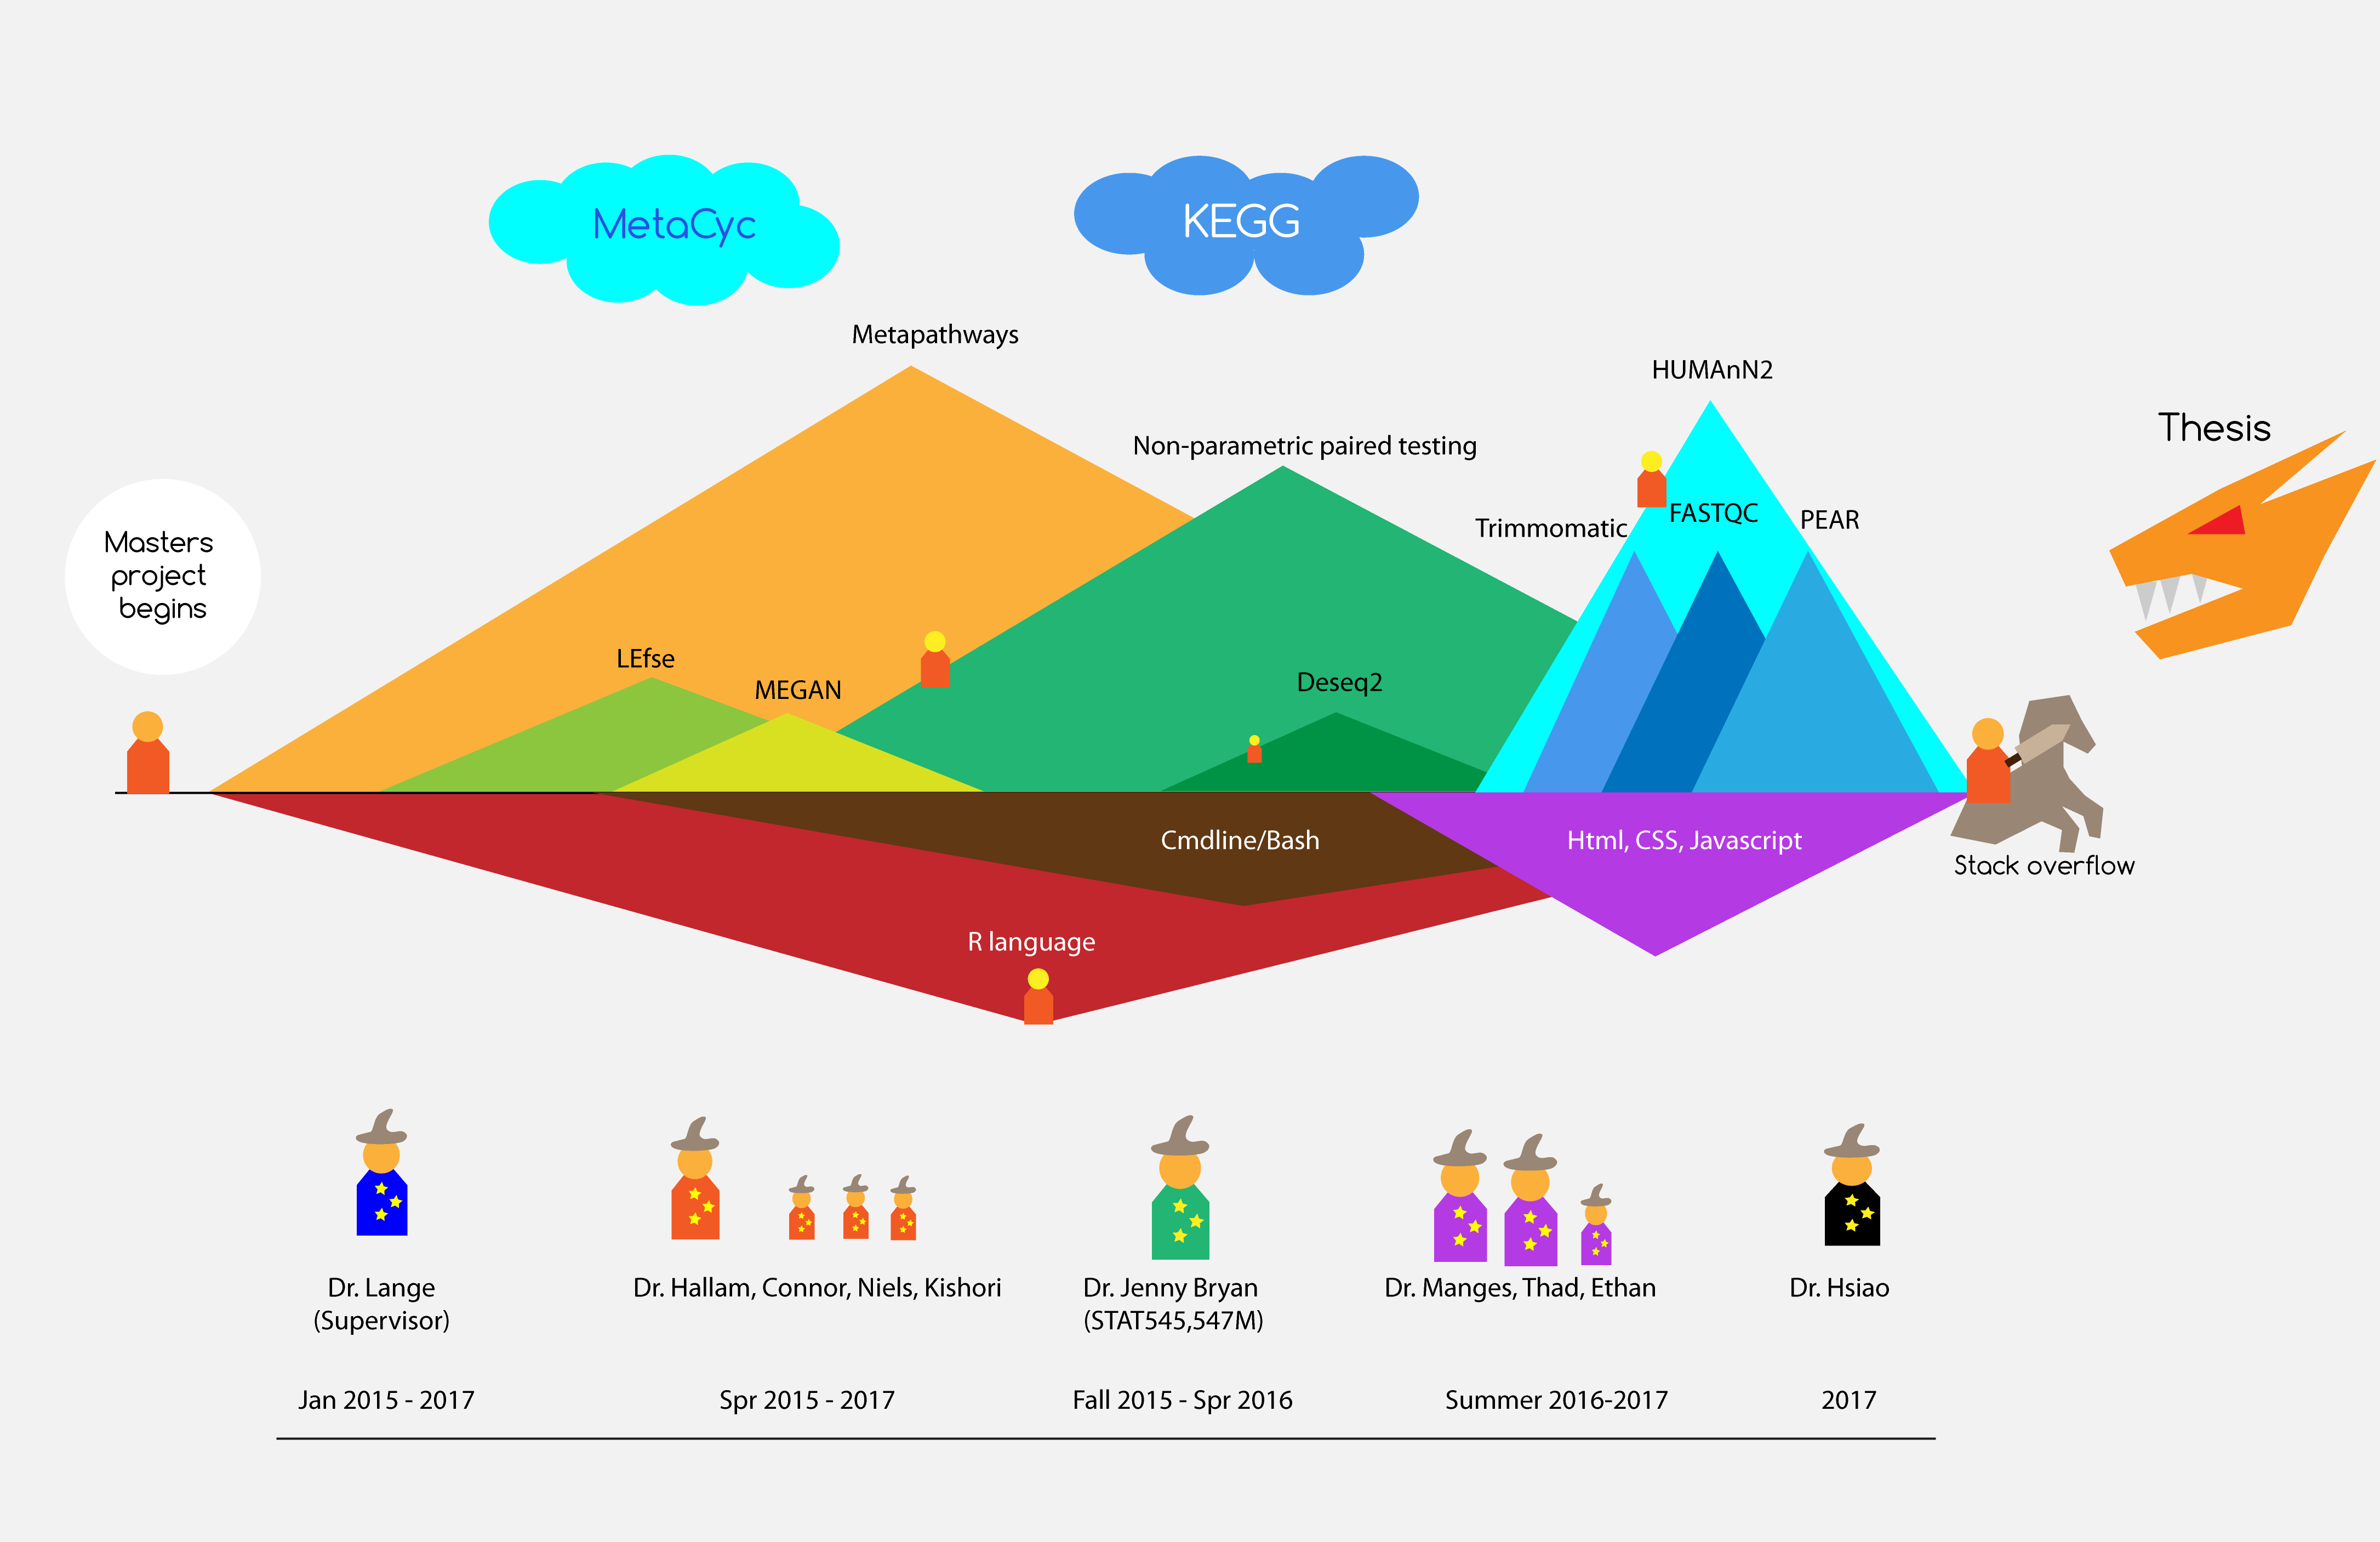 MetaCyc
KEGG
Metapathways
HUMAnN2
Thesis
Non-parametric paired testing
Trimmomatic
FASTQC
PEAR
Masters
project
begins
LEfse
MEGAN
Deseq2
Cmdline/Bash
Html, CSS, Javascript
Stack overflow
R language
Dr. Lange
(Supervisor)
Dr. Hallam, Connor, Niels, Kishori
Dr. Jenny Bryan
(STAT545,547M)
Dr. Manges, Thad, Ethan
Dr. Hsiao
Jan 2015 - 2017
Spr 2015 - 2017
Fall 2015 - Spr 2016
Summer 2016-2017
2017